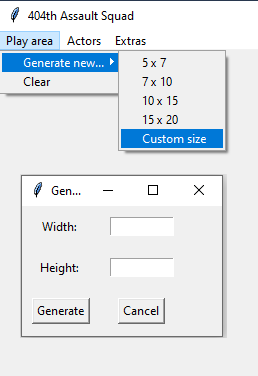 404th Assault Squad
Play area Actors Extras
Generate new...
Clear
5 x 7
7 x 10
10 x 15
15 x 20
Custom size
Gen...
Width:
Height:
Generate Cancel